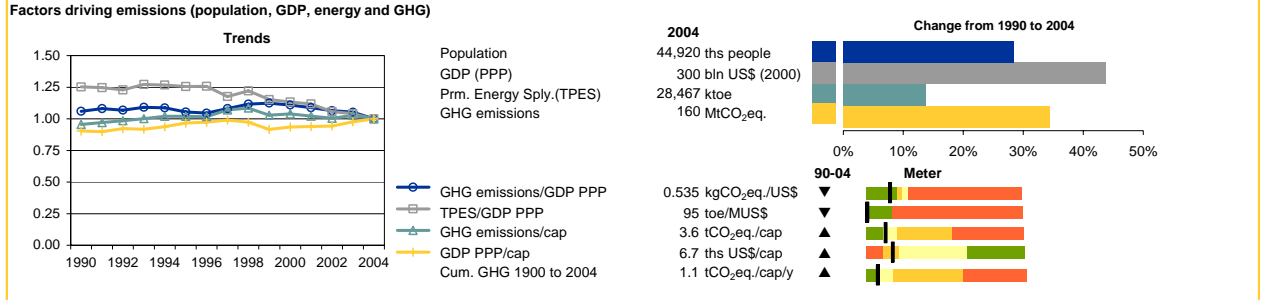 Factors driving emissions (population, GDP, energy and GHG)
Trends
1.50
1.25
1.00
0.75
0.50
0.25
0.00
1990 1992 1994 1996 1998 2000 2002 2004
2004
Population 44,920 ths people
GDP (PPP) 300 bln US$ (2000)
Prm. Energy Sply.(TPES) 28,467 ktoe
GHG emissions 160 MtCO₂eq.
Change from 1990 to 2004
0% 10% 20% 30% 40% 50%
90-04 Meter
GHG emissions/GDP PPP 0.535 kgCO₂eq./US$ ▼
TPES/GDP PPP 95 toe/MUS$ ▼
GHG emissions/cap 3.6 tCO₂eq./cap ▲
GDP PPP/cap 6.7 ths US$/cap ▲
Cum. GHG 1900 to 2004 1.1 tCO₂eq./cap/y ▲